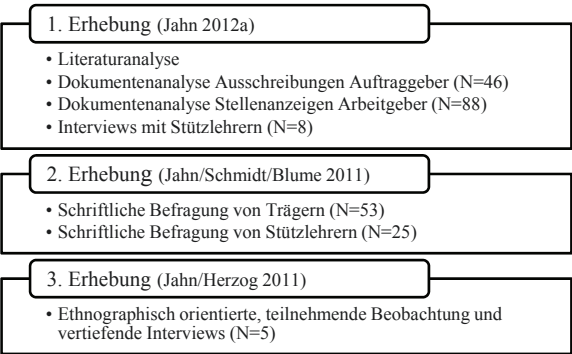 1. Erhebung (Jahn 2012a)
• Literaturanalyse
• Dokumentenanalyse Ausschreibungen Auftraggeber (N=46)
• Dokumentenanalyse Stellenanzeigen Arbeitgeber (N=88)
• Interviews mit Stützlehrern (N=8)
2. Erhebung (Jahn/Schmidt/Blume 2011)
• Schriftliche Befragung von Trägern (N=53)
• Schriftliche Befragung von Stützlehrern (N=25)
3. Erhebung (Jahn/Herzog 2011)
• Ethnographisch orientierte, teilnehmende Beobachtung und
vertiefende Interviews (N=5)